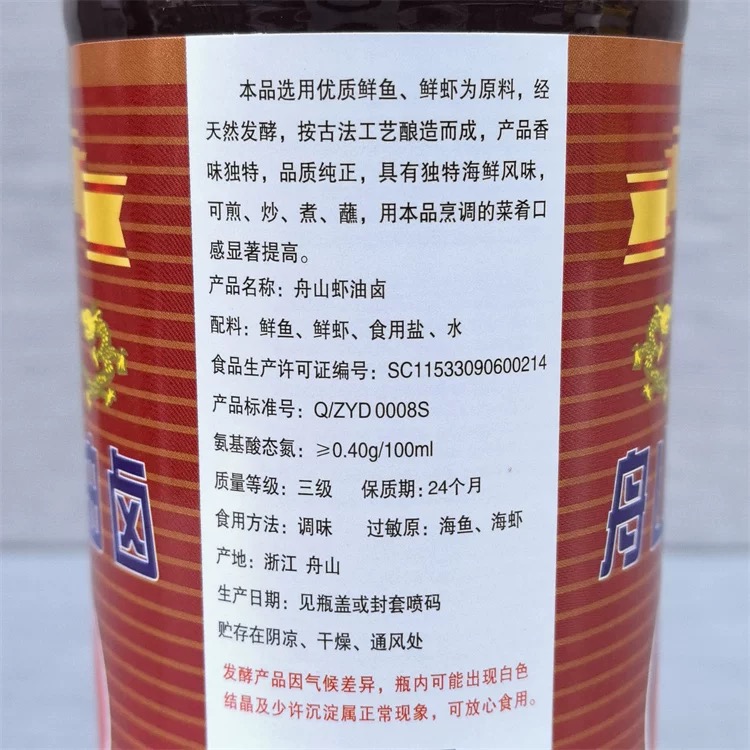 本品选用优质鲜鱼、鲜虾为原料，经
天然发酵，按古法工艺酿造而成，产品香
味独特，品质纯正，具有独特海鲜风味，
可煎、炒、煮、蘸，用本品烹调的菜肴口
感显著提高。
产品名称：舟山虾油卤
配料：鲜鱼、鲜虾、食用盐、水
食品生产许可证编号：SC11533090600214
产品标准号：Q/ZYD 0008S
氨基酸态氮：≥0.40g/100ml
质量等级：三级 保质期：24个月
食用方法：调味 过敏原：海鱼、海虾
产地：浙江 舟山
生产日期：见瓶盖或封套喷码
贮存在阴凉、干燥、通风处
发酵产品因气候差异，瓶内可能出现白色
结晶及少许沉淀属正常现象，可放心食用。
油卤
舟